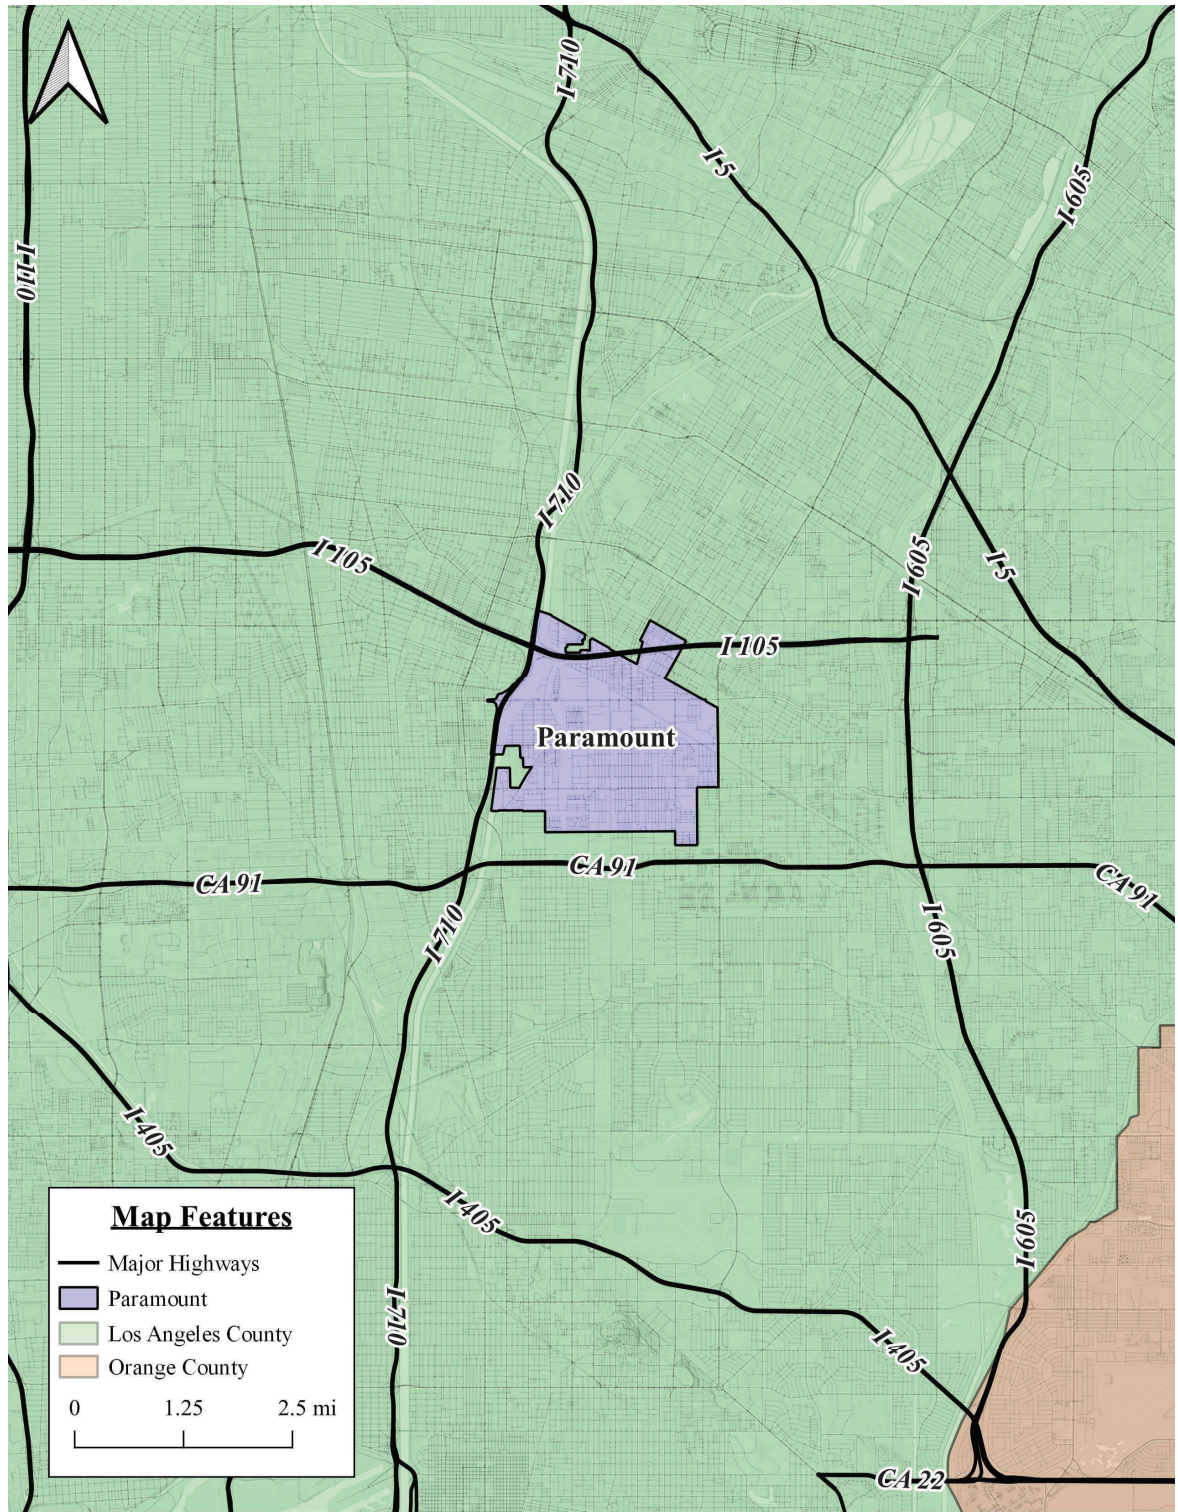 I 710
I-5
I-605
I-110
I-710
I-605
I-5
I 105
I 105
Paramount
CA 91
CA 91
CA 91
I-710
I-605
I-405
I-405
I-605
I-710
I-405
CA 22
Map Features
Major Highways
Paramount
Los Angeles County
Orange County
0 1.25 2.5 mi